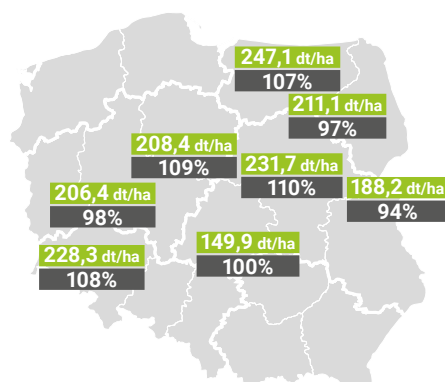 247,1 dt/ha
107%
211,1 dt/ha
97%
208,4 dt/ha
109%
231,7 dt/ha
110%
188,2 dt/ha
94%
206,4 dt/ha
98%
228,3 dt/ha
108%
149,9 dt/ha
100%